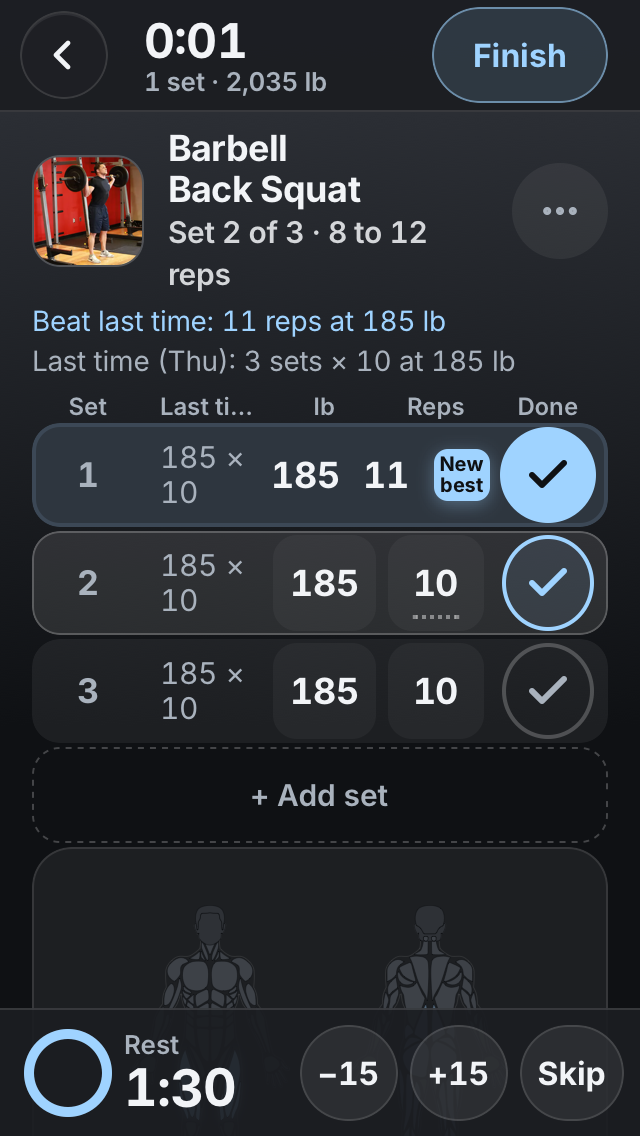 0:01
1 set · 2,035 lb
Finish
Barbell
Back Squat
Set 2 of 3 · 8 to 12
reps
Beat last time: 11 reps at 185 lb
Last time (Thu): 3 sets × 10 at 185 lb
Set Last ti... lb Reps Done
1 185 ×
10 185 11 New
best
2 185 ×
10 185 10
3 185 ×
10 185 10
+ Add set
Rest
1:30
−15 +15 Skip